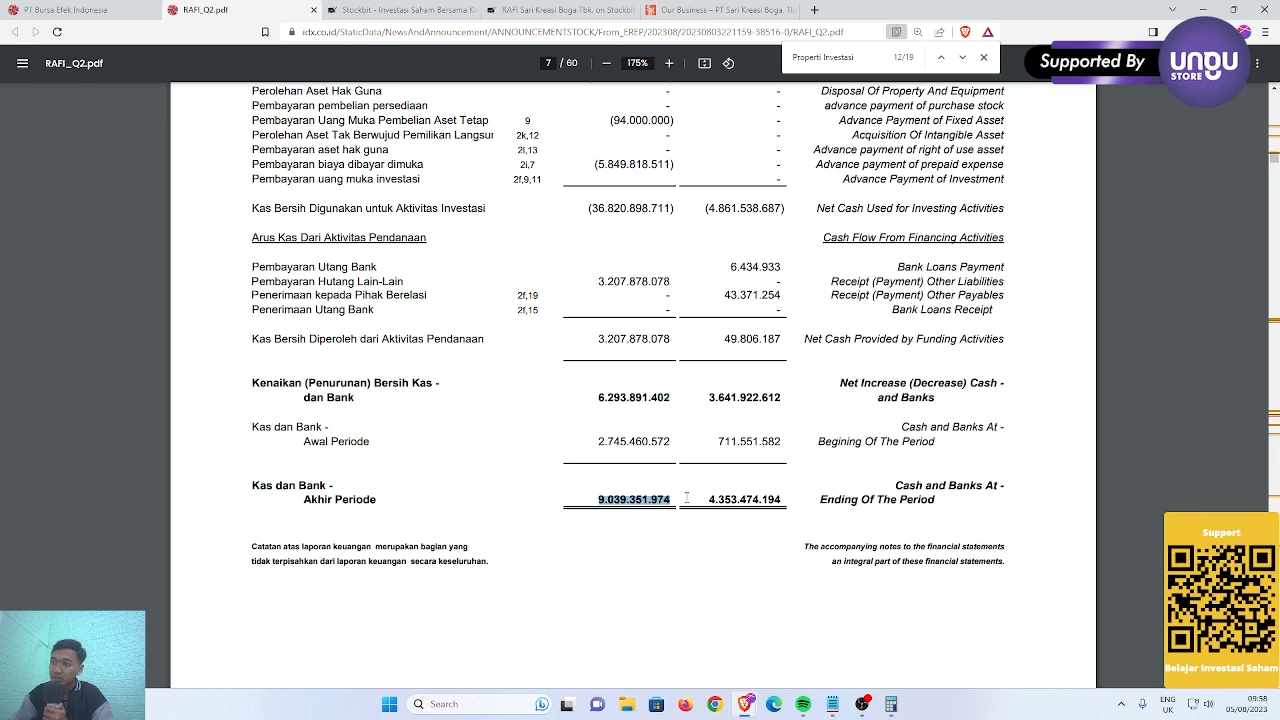 PT Bursa Efek Indonesia
RAFI_Q2.pdf
Stockbit - Investasi Saham Bersama Ko
RAFI Sari Kreasi Boga Tbk. on Stockbit
Our Business – PT Sari Kreasi Boga, Tb
idx.co.id/StaticData/NewsAndAnnouncement/ANNOUNCEMENTSTOCK/From_EREP/202308/20230803221159-38516-0/RAFI_Q2.pdf
RAFI_Q2.pdf
7 / 60
175%
Properti Investasi 12/19
Supported By
UNGU
STORE
Perolehan Aset Hak Guna - - Disposal Of Property And Equipment
Pembayaran pembelian persediaan - - advance payment of purchase stock
Pembayaran Uang Muka Pembelian Aset Tetap 9 (94.000.000) - Advance Payment of Fixed Asset
Perolehan Aset Tak Berwujud Pemilikan Langsur 2k,12 - - Acquisition Of Intangible Asset
Pembayaran aset hak guna 2l,13 - - Advance payment of right of use asset
Pembayaran biaya dibayar dimuka 2i,7 (5.849.818.511) - Advance payment of prepaid expense
Pembayaran uang muka investasi 2f,9,11 - Advance Payment of Investment
Kas Bersih Digunakan untuk Aktivitas Investasi (36.820.898.711) (4.861.538.687) Net Cash Used for Investing Activities
Arus Kas Dari Aktivitas Pendanaan Cash Flow From Financing Activities
Pembayaran Utang Bank 6.434.933 Bank Loans Payment
Pembayaran Hutang Lain-Lain 3.207.878.078 - Receipt (Payment) Other Liabilities
Penerimaan kepada Pihak Berelasi 2f,19 - 43.371.254 Receipt (Payment) Other Payables
Penerimaan Utang Bank 2f,15 - - Bank Loans Receipt
Kas Bersih Diperoleh dari Aktivitas Pendanaan 3.207.878.078 49.806.187 Net Cash Provided by Funding Activities
Kenaikan (Penurunan) Bersih Kas - Net Increase (Decrease) Cash -
dan Bank 6.293.891.402 3.641.922.612 and Banks
Kas dan Bank - Cash and Banks At -
Awal Periode 2.745.460.572 711.551.582 Begining Of The Period
Kas dan Bank - Cash and Banks At -
Akhir Periode 9.039.351.974 4.353.474.194 Ending Of The Period
Catatan atas laporan keuangan merupakan bagian yang The accompanying notes to the financial statements
tidak terpisahkan dari laporan keuangan secara keseluruhan. an integral part of these financial statements.
Support
Belajar Investasi Saham
Search
ENG
UK
09:58
05/08/2023